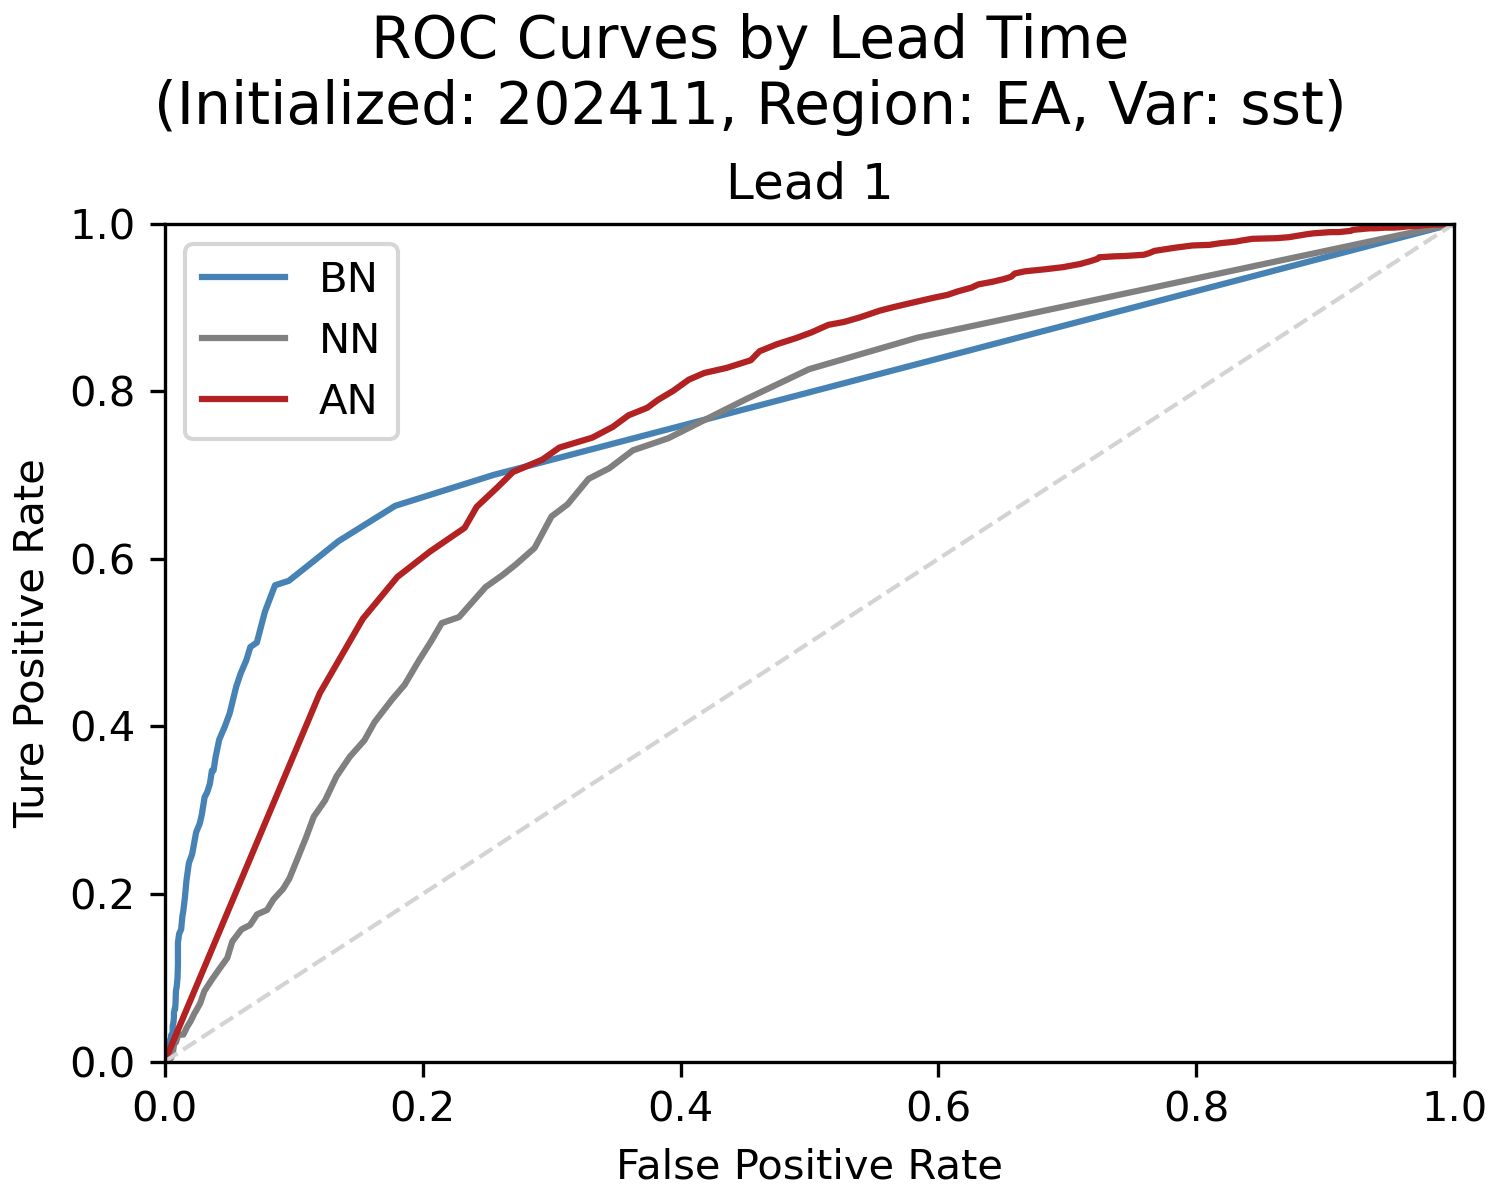 ROC Curves by Lead Time
(Initialized: 202411, Region: EA, Var: sst)
Lead 1
1.0
0.8
0.6
0.4
0.2
0.0
Ture Positive Rate
BN
NN
AN
0.0 0.2 0.4 0.6 0.8 1.0
False Positive Rate